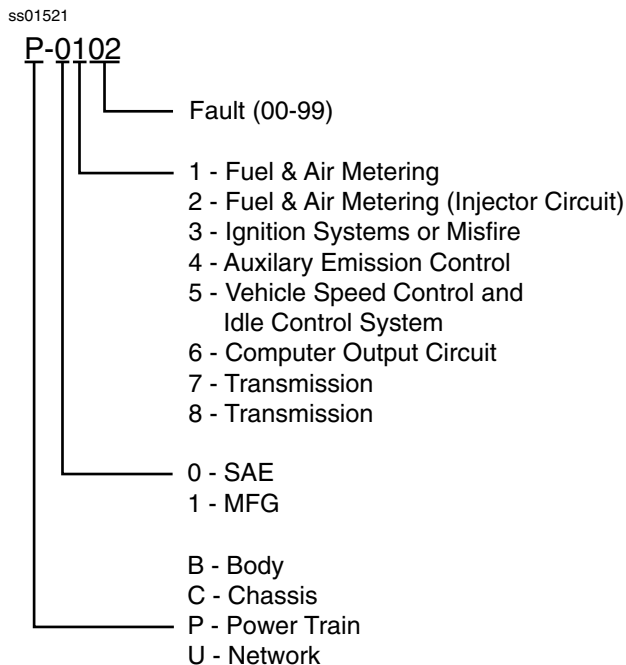 ss01521
P-0102
Fault (00-99)
1 - Fuel & Air Metering
2 - Fuel & Air Metering (Injector Circuit)
3 - Ignition Systems or Misfire
4 - Auxilary Emission Control
5 - Vehicle Speed Control and
Idle Control System
6 - Computer Output Circuit
7 - Transmission
8 - Transmission
0 - SAE
1 - MFG
B - Body
C - Chassis
P - Power Train
U - Network